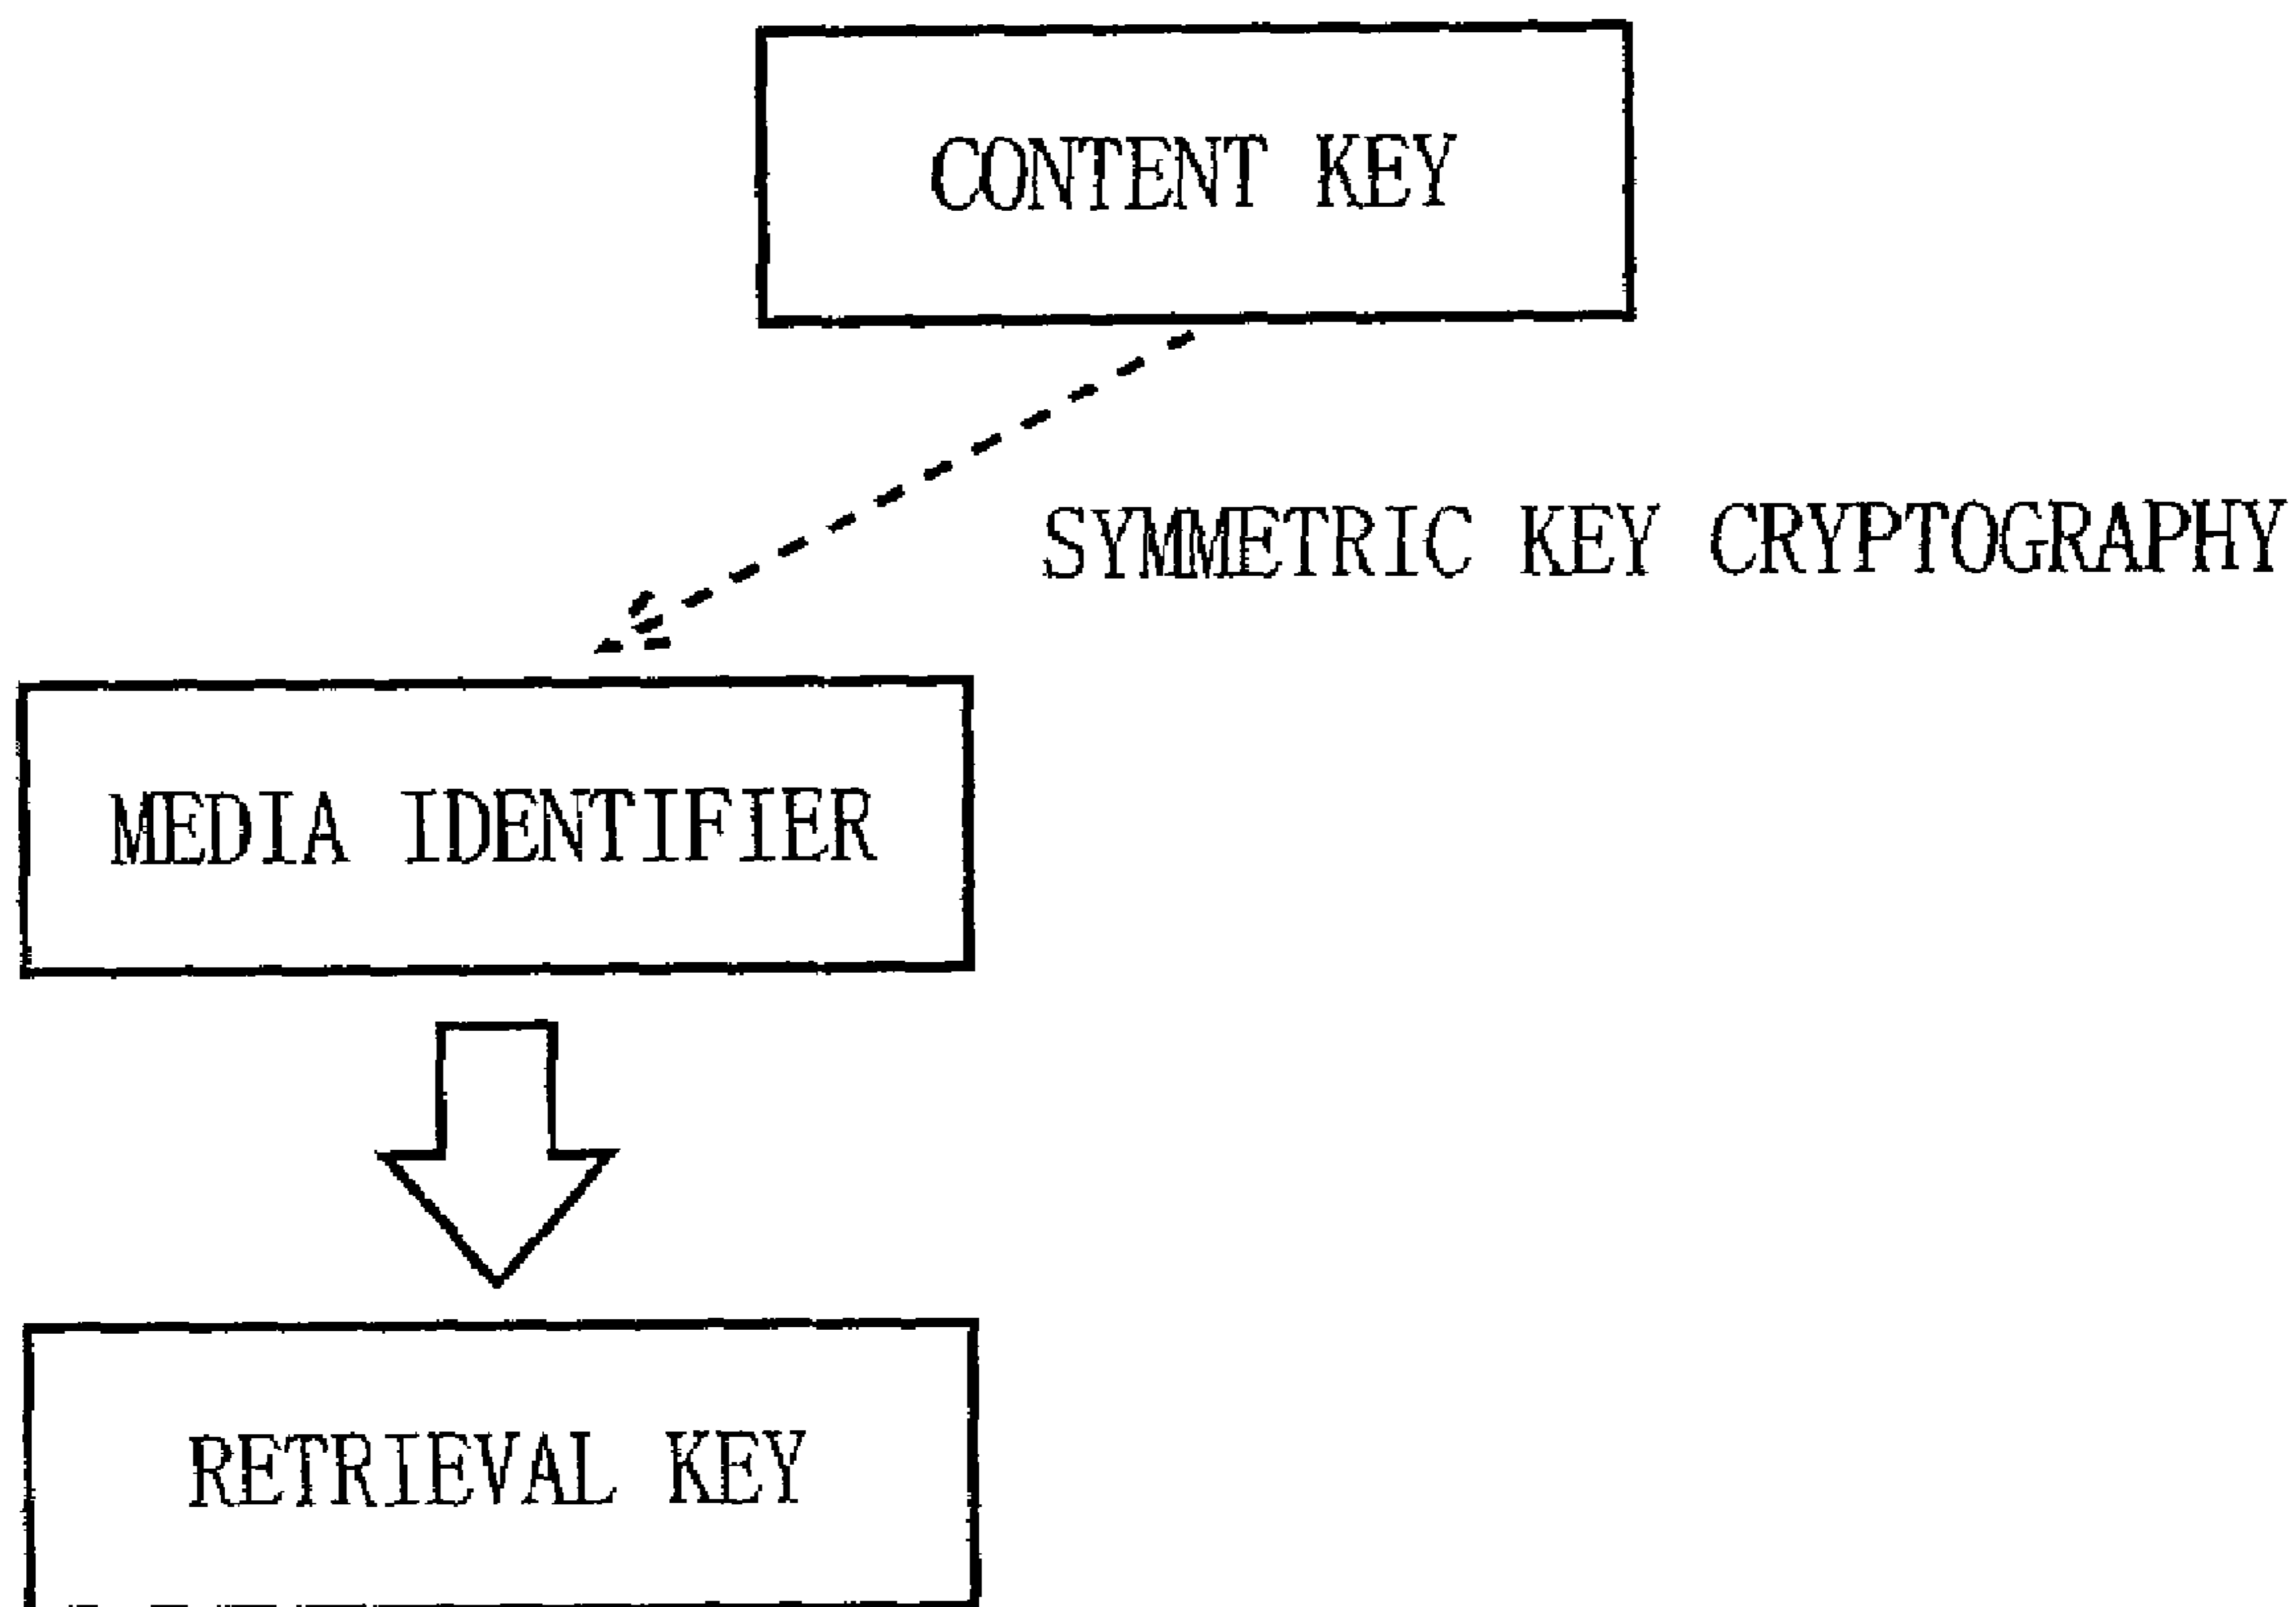 CONTENT KEY
SYMMETRIC KEY CRYPTOGRAPHY
MEDIA IDENTIFIER
RETRIEVAL KEY